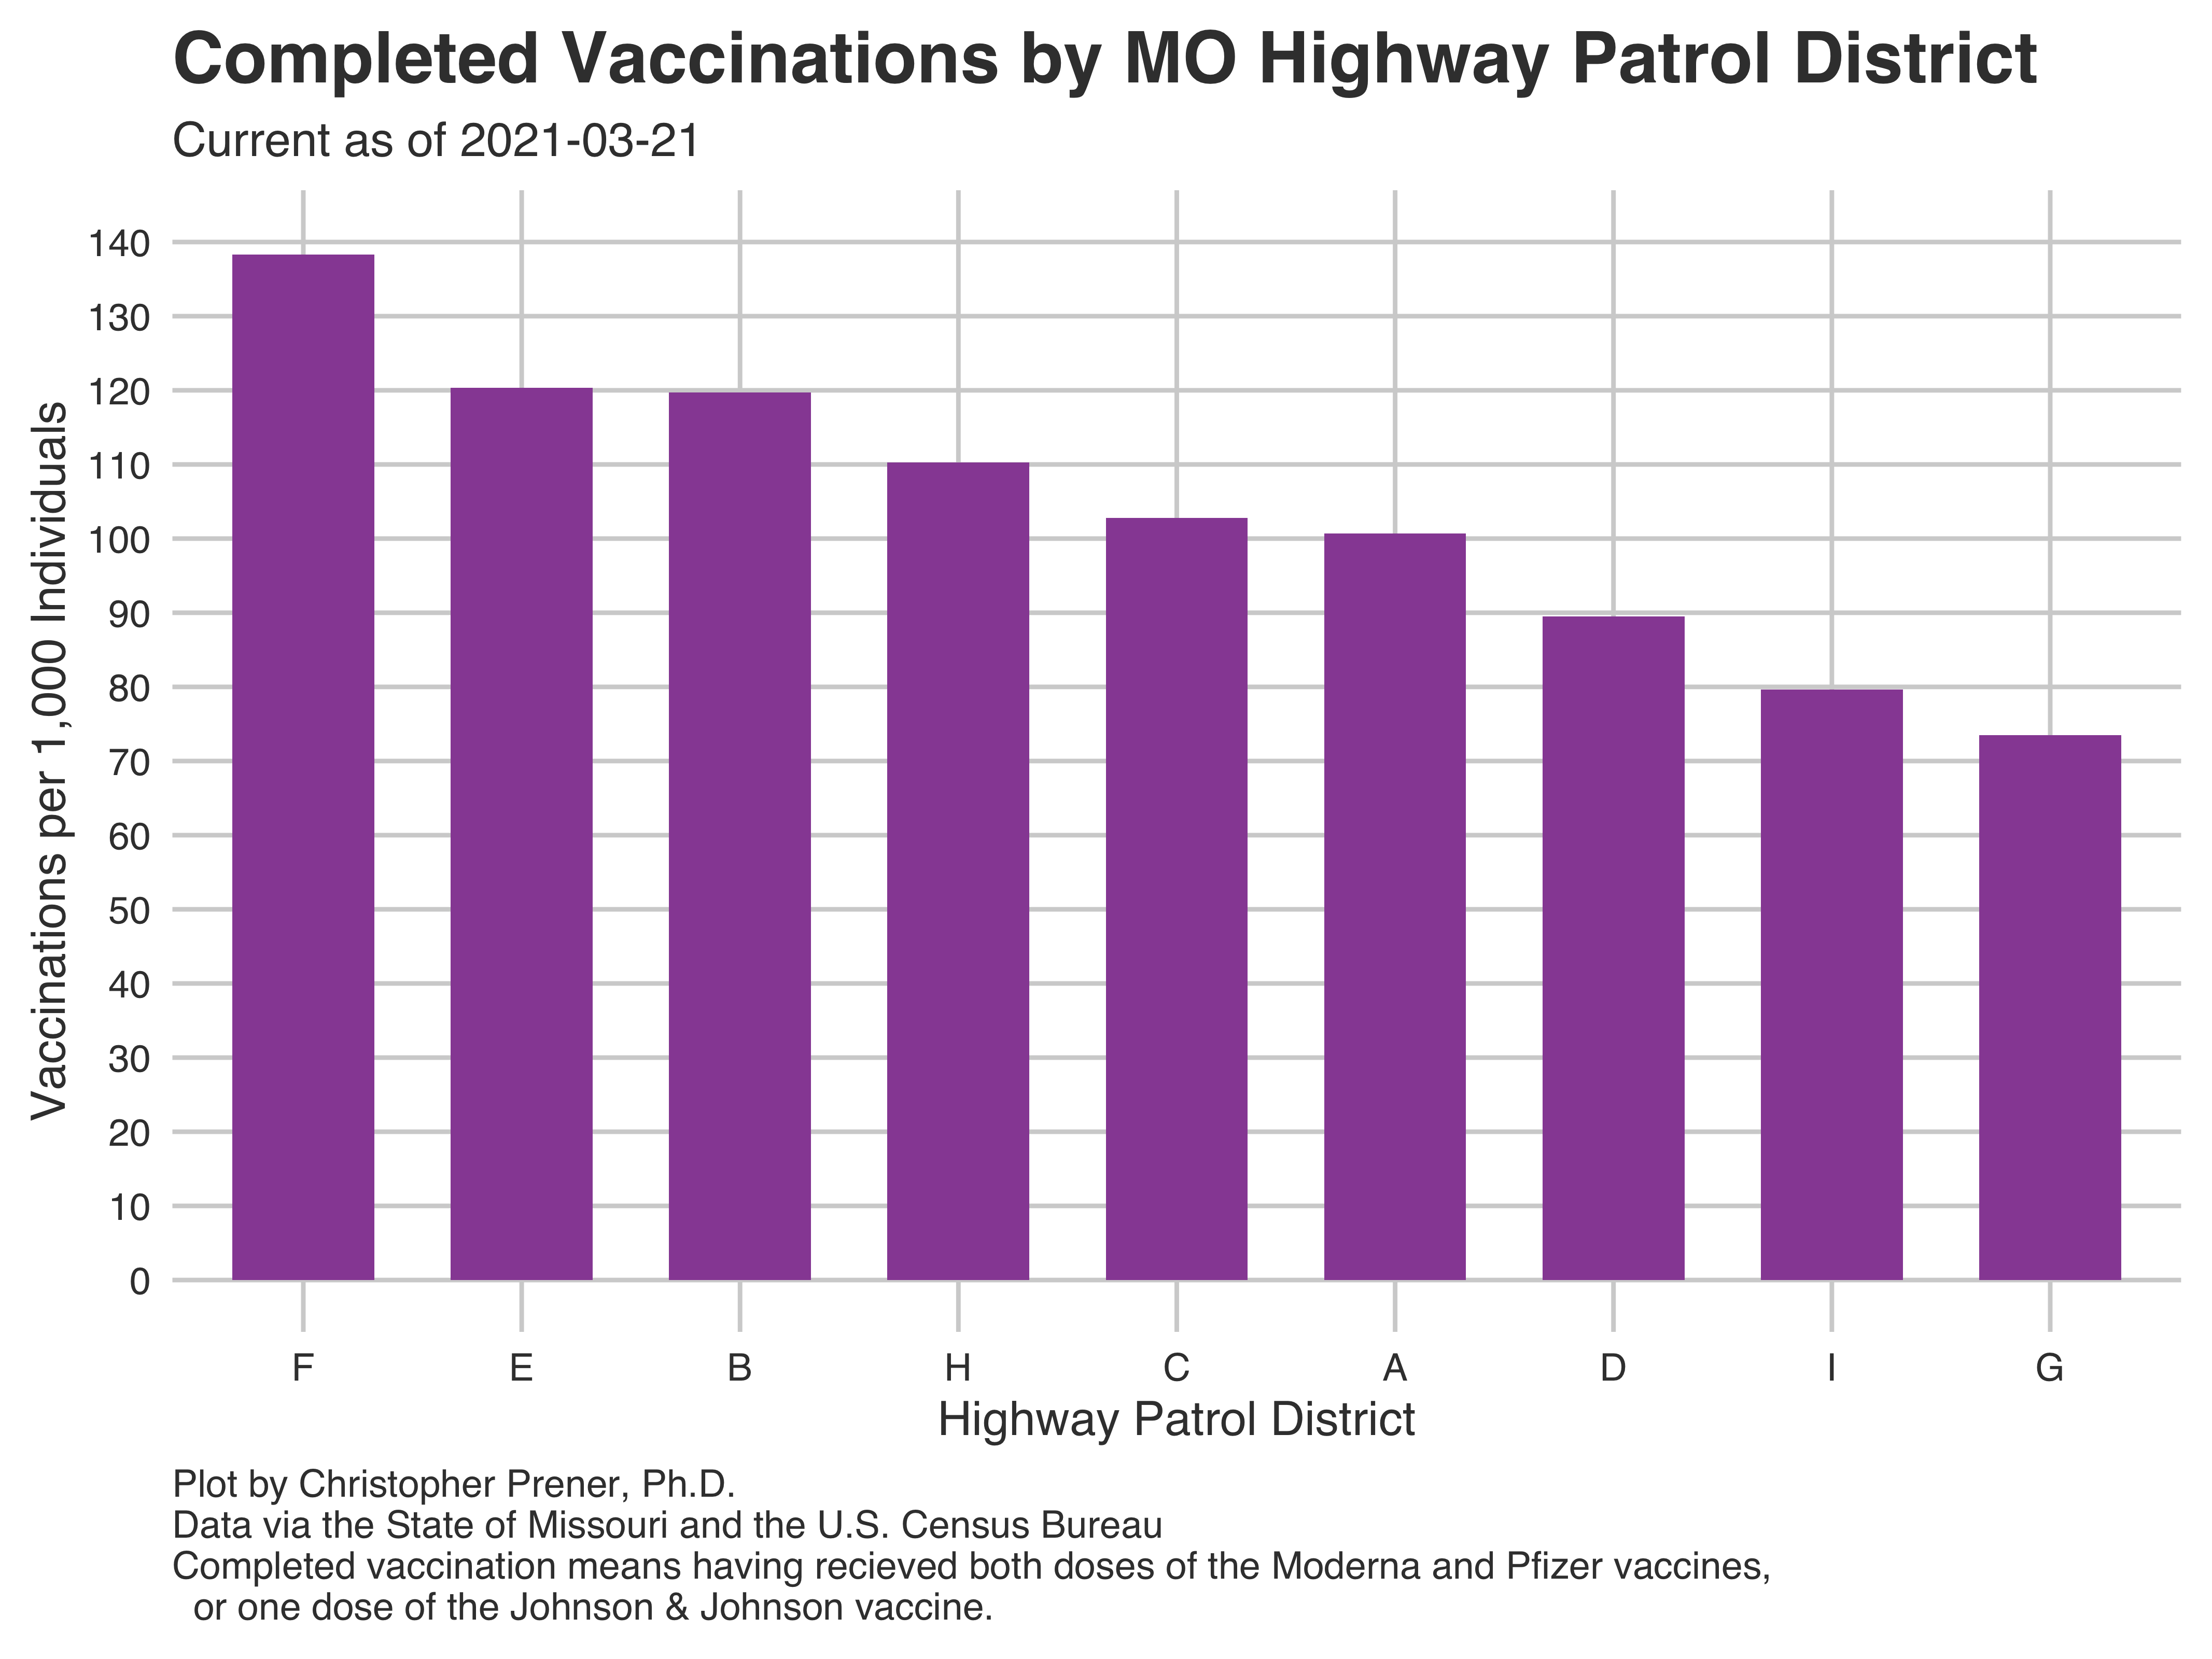 Completed Vaccinations by MO Highway Patrol District
Current as of 2021-03-21
Vaccinations per 1,000 Individuals
140
130
120
110
100
90
80
70
60
50
40
30
20
10
0
F E B H C A D I G
Highway Patrol District
Plot by Christopher Prener, Ph.D.
Data via the State of Missouri and the U.S. Census Bureau
Completed vaccination means having recieved both doses of the Moderna and Pfizer vaccines,
or one dose of the Johnson & Johnson vaccine.